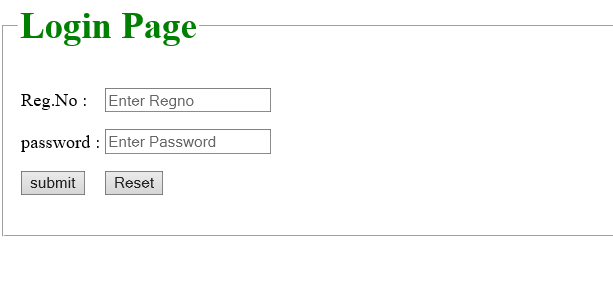 Login Page
Reg.No : Enter Regno
password : Enter Password
submit Reset